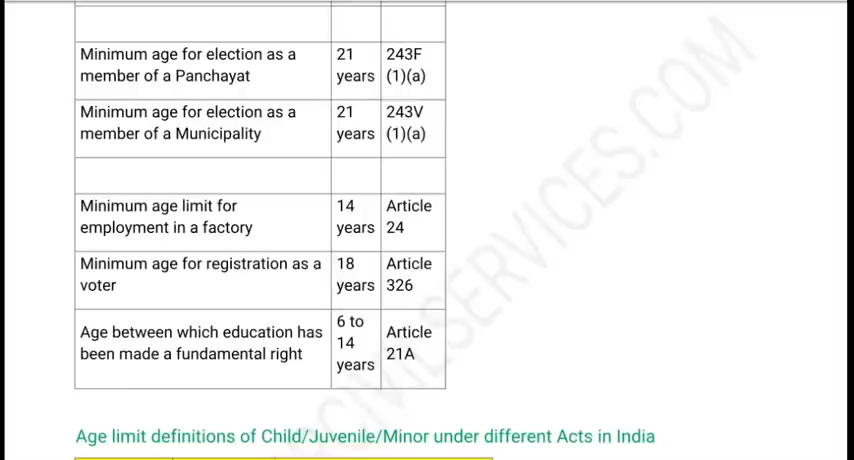 Minimum age for election as a 21 243F
member of a Panchayat years (1)(a)
Minimum age for election as a 21 243V
member of a Municipality years (1)(a)
Minimum age limit for 14 Article
employment in a factory years 24
Minimum age for registration as a 18 Article
voter years 326
6 to
Age between which education has 14 Article
been made a fundamental right years 21A
Age limit definitions of Child/Juvenile/Minor under different Acts in India